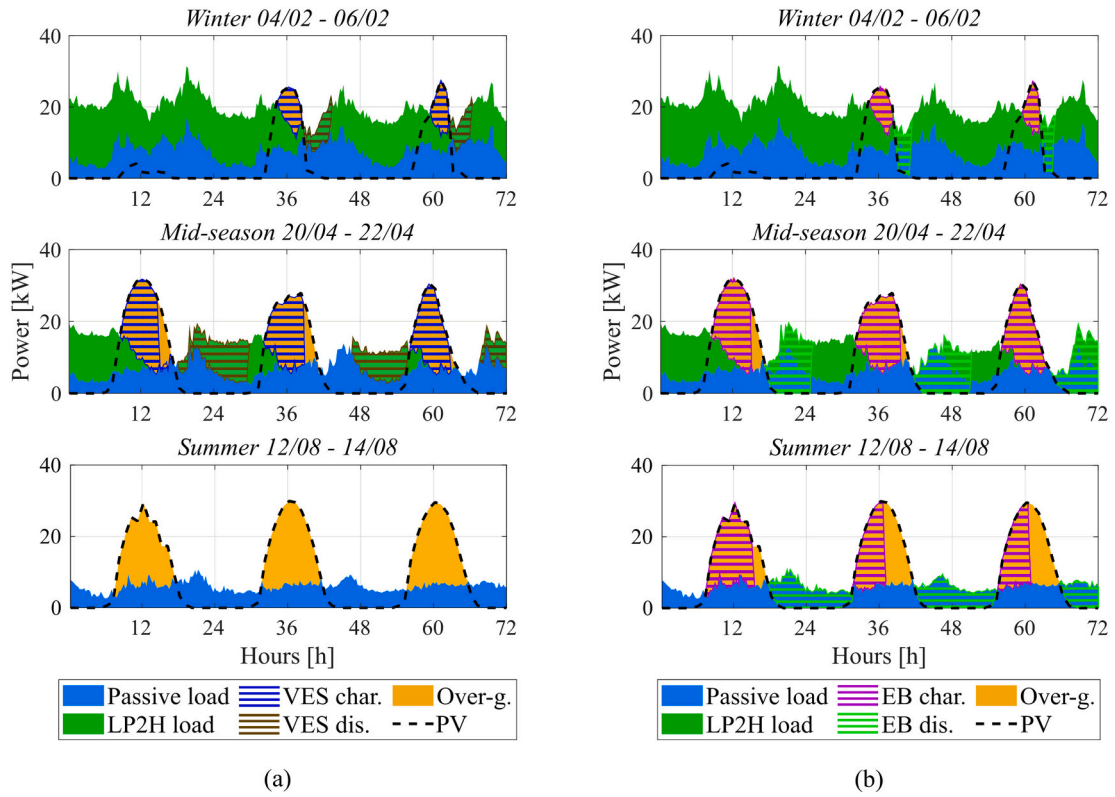 Winter 04/02 - 06/02
40
20
0
12 24 36 48 60 72
Mid-season 20/04 - 22/04
Power [kW]
40
20
0
12 24 36 48 60 72
Summer 12/08 - 14/08
40
20
0
12 24 36 48 60 72
Hours [h]
Passive load VES char. Over-g.
LP2H load VES dis. PV
(a)
Winter 04/02 - 06/02
40
20
0
12 24 36 48 60 72
Mid-season 20/04 - 22/04
Power [kW]
40
20
0
12 24 36 48 60 72
Summer 12/08 - 14/08
40
20
0
12 24 36 48 60 72
Hours [h]
Passive load EB char. Over-g.
LP2H load EB dis. PV
(b)